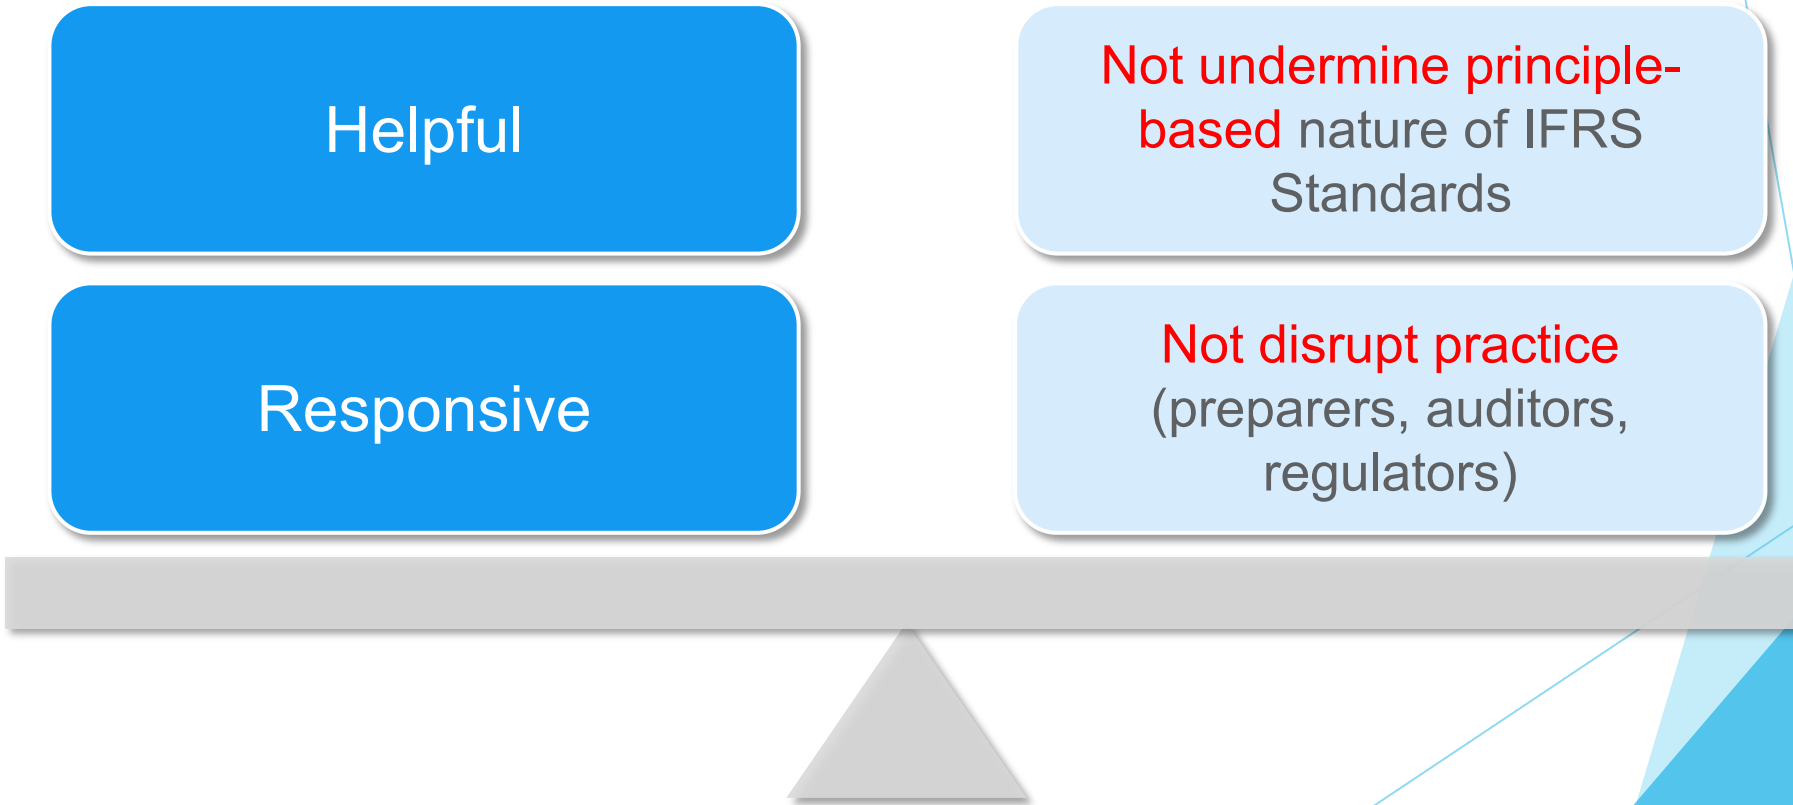 Helpful
Not undermine principle-
based nature of IFRS
Standards
Responsive
Not disrupt practice
(preparers, auditors,
regulators)